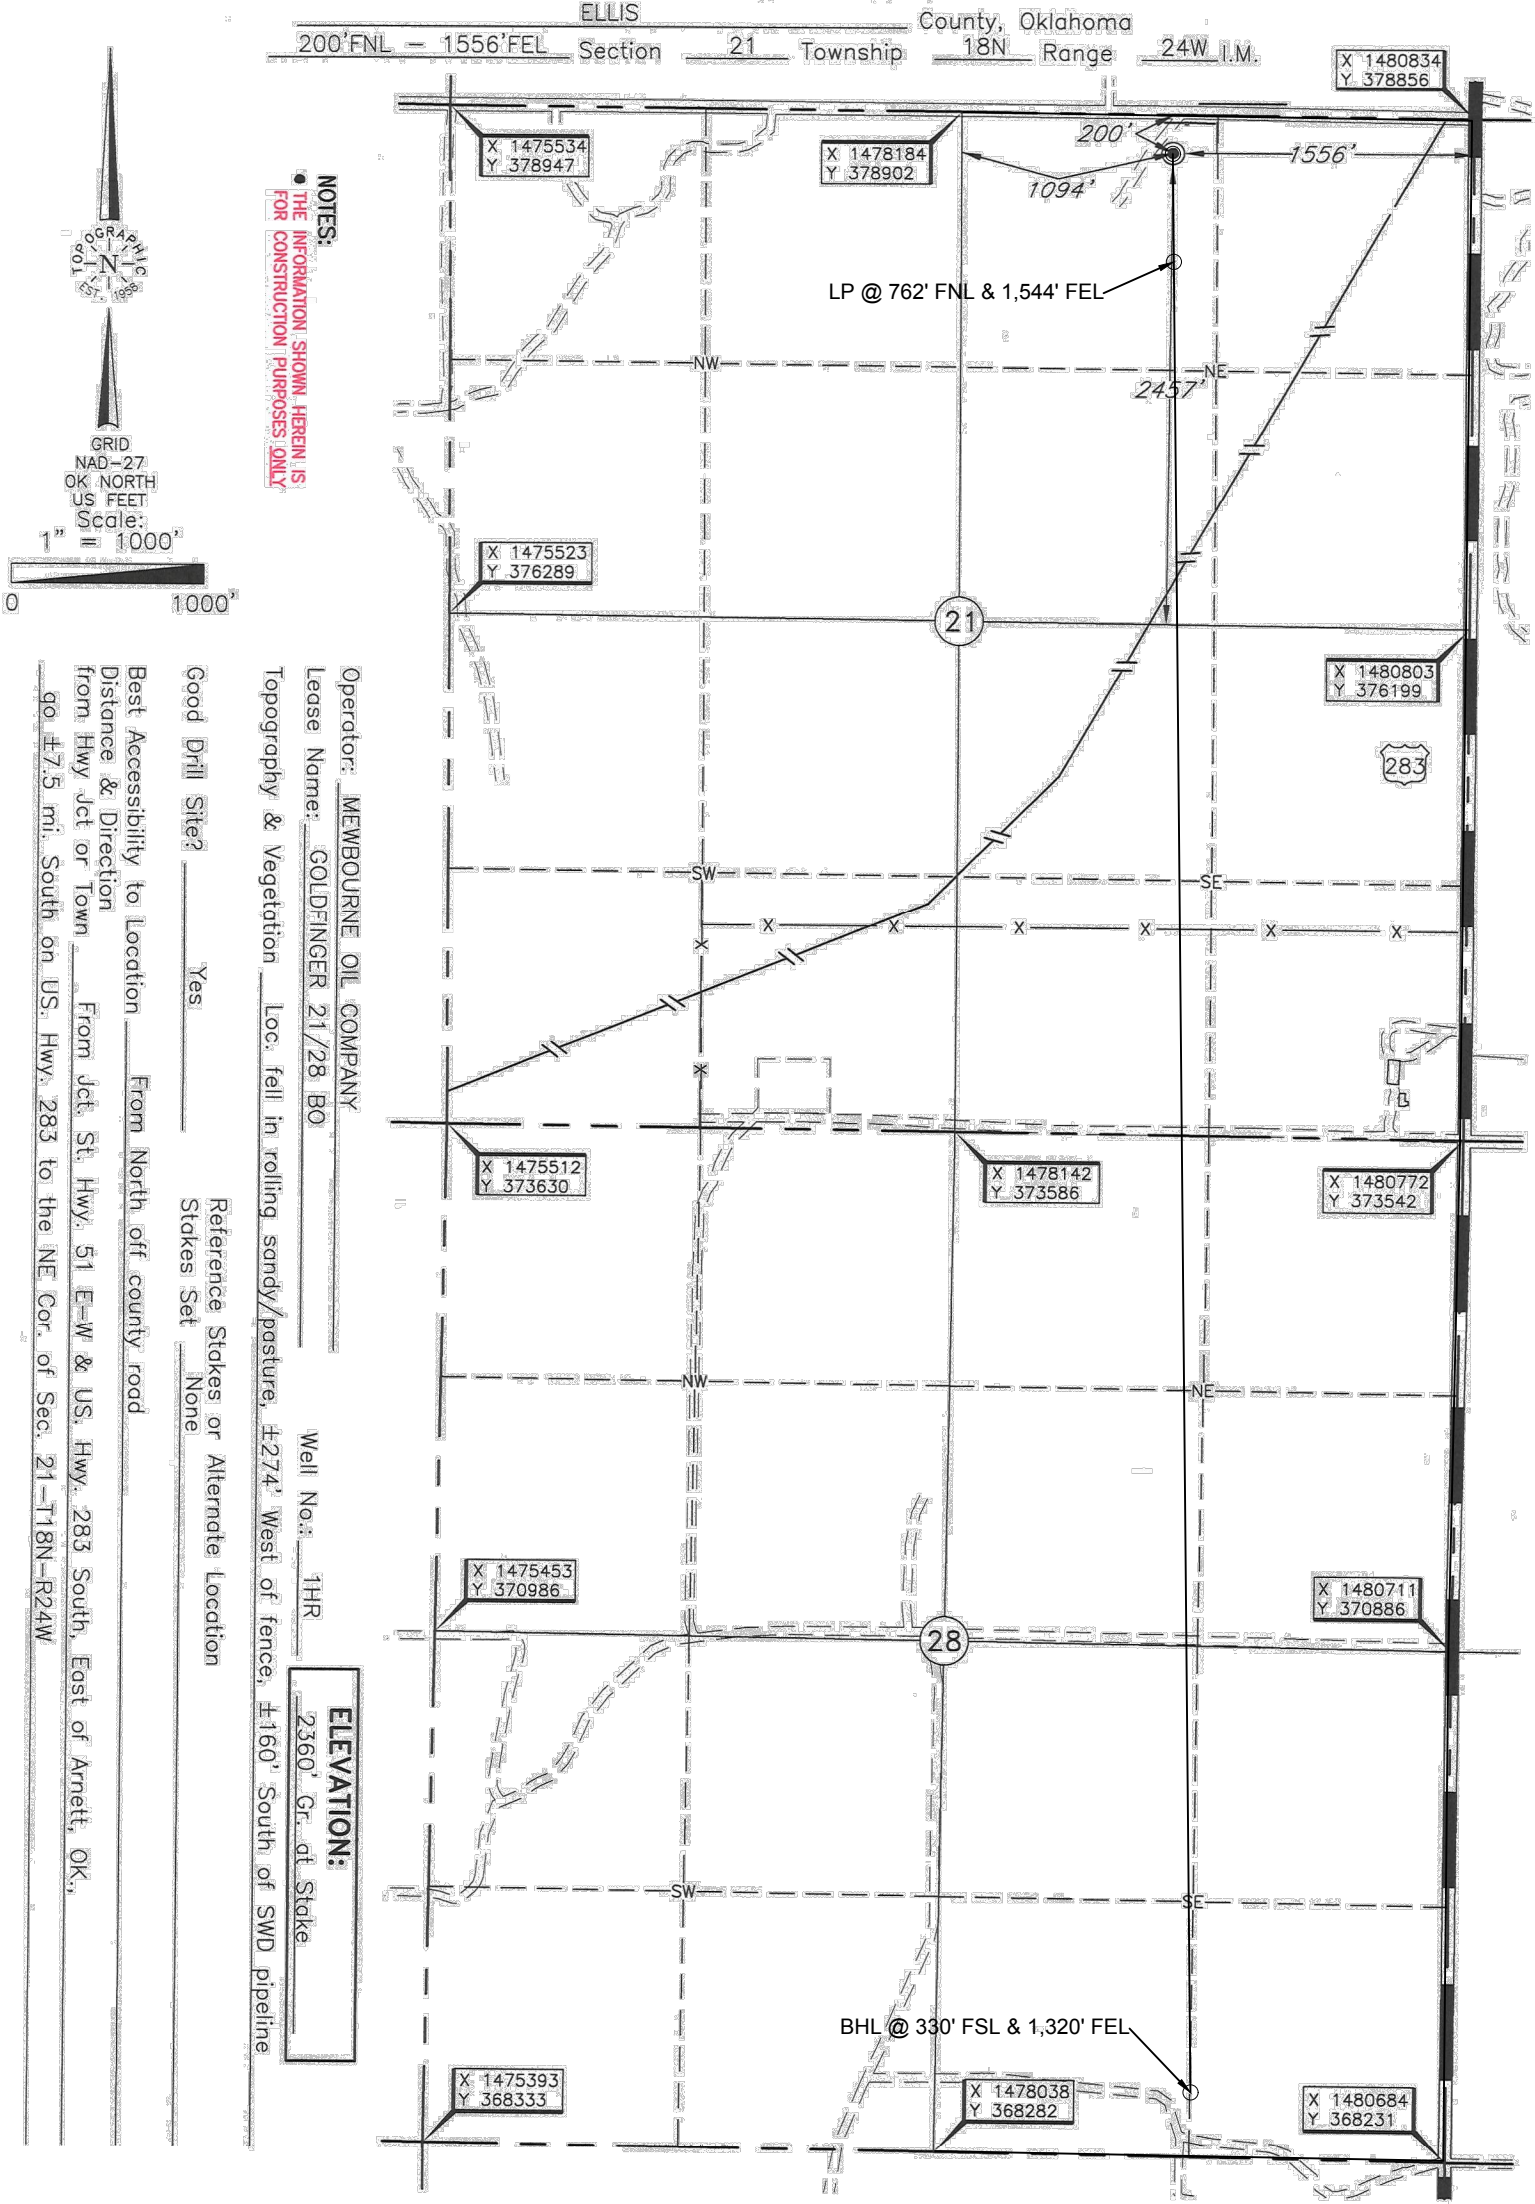 ELLIS County, Oklahoma
200'FNL – 1556'FEL Section 21 Township 18N Range 24W I.M.
X 1480834
Y 378856
X 1475534
Y 378947
X 1478184
Y 378902
200'
1556'
1094'
LP @ 762' FNL & 1,544' FEL
NW
NE
2457'
X 1475523
Y 376289
21
X 1480803
Y 376199
283
SW
SE
X X X X X X
X
X
X 1475512
Y 373630
X 1478142
Y 373586
X 1480772
Y 373542
NW
NE
X 1475453
Y 370986
X 1480711
Y 370886
28
SW
SE
BHL @ 330' FSL & 1,320' FEL
X 1475393
Y 368333
X 1478038
Y 368282
X 1480684
Y 368231
TOPOGRAPHIC
N
EST. 1958
GRID
NAD-27
OK NORTH
US FEET
Scale:
1" = 1000'
0 1000'
NOTES:
• THE INFORMATION SHOWN HEREIN IS
FOR CONSTRUCTION PURPOSES ONLY
Operator: MEWBOURNE OIL COMPANY
Lease Name: GOLDFINGER 21/28 BO Well No.: 1HR
ELEVATION:
2360' Gr. at Stake
Topography & Vegetation Loc. fell in rolling sandy/pasture, ±274' West of fence, ±160' South of SWD pipeline
Reference Stakes or Alternate Location
Good Drill Site? Yes Stakes Set None
Best Accessibility to Location From North off county road
Distance & Direction
from Hwy Jct or Town From Jct. St. Hwy. 51 E-W & US. Hwy. 283 South, East of Arnett, OK.,
go ±7.5 mi. South on US. Hwy. 283 to the NE Cor. of Sec. 21-T18N-R24W